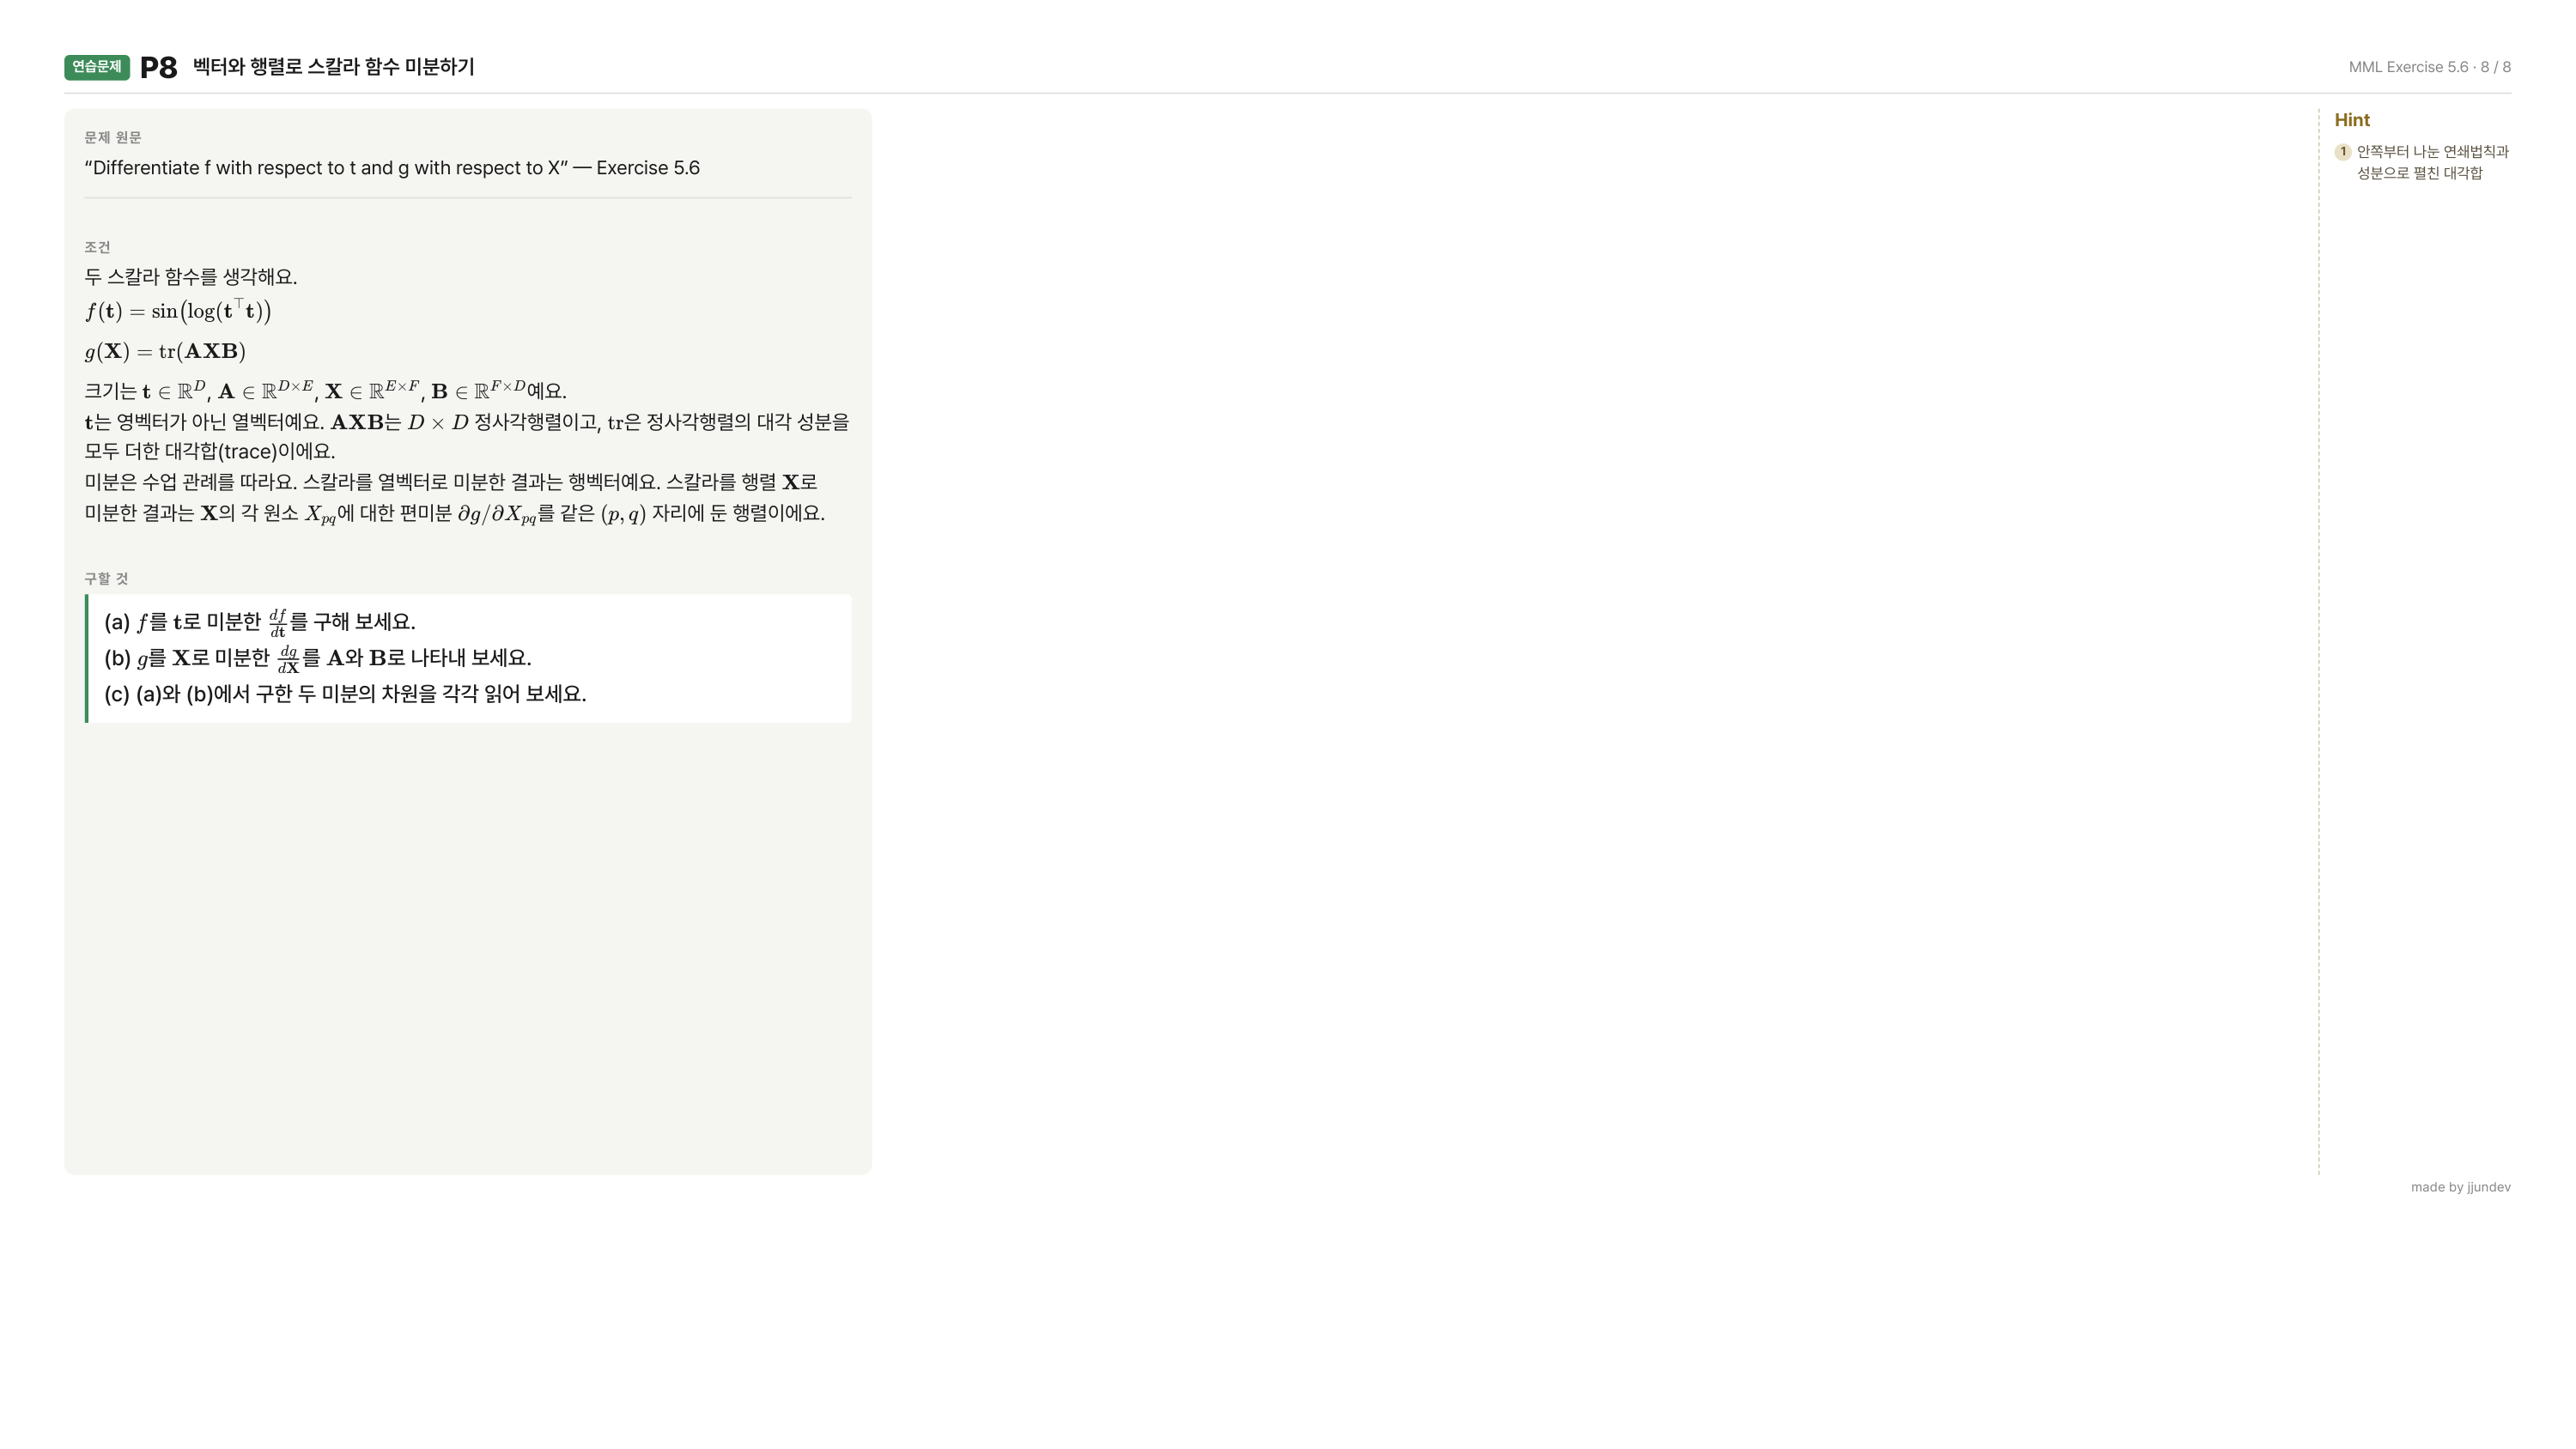 연습문제 P8 벡터와 행렬로 스칼라 함수 미분하기
MML Exercise 5.6 · 8 / 8
문제 원문
“Differentiate f with respect to t and g with respect to X” — Exercise 5.6
조건
두 스칼라 함수를 생각해요.
f(t) = sin(log(t⊤t))
g(X) = tr(AXB)
크기는 t ∈ ℝ^D, A ∈ ℝ^{D×E}, X ∈ ℝ^{E×F}, B ∈ ℝ^{F×D}예요.
t는 영벡터가 아닌 열벡터예요. AXB는 D × D 정사각행렬이고, tr은 정사각행렬의 대각 성분을
모두 더한 대각합(trace)이에요.
미분은 수업 관례를 따라요. 스칼라를 열벡터로 미분한 결과는 행벡터예요. 스칼라를 행렬 X로
미분한 결과는 X의 각 원소 X_{pq}에 대한 편미분 ∂g/∂X_{pq}를 같은 (p, q) 자리에 둔 행렬이에요.
구할 것
(a) f를 t로 미분한 df/dt를 구해 보세요.
(b) g를 X로 미분한 dg/dX를 A와 B로 나타내 보세요.
(c) (a)와 (b)에서 구한 두 미분의 차원을 각각 읽어 보세요.
Hint
1 안쪽부터 나눈 연쇄법칙과
성분으로 펼친 대각합
made by jjundev